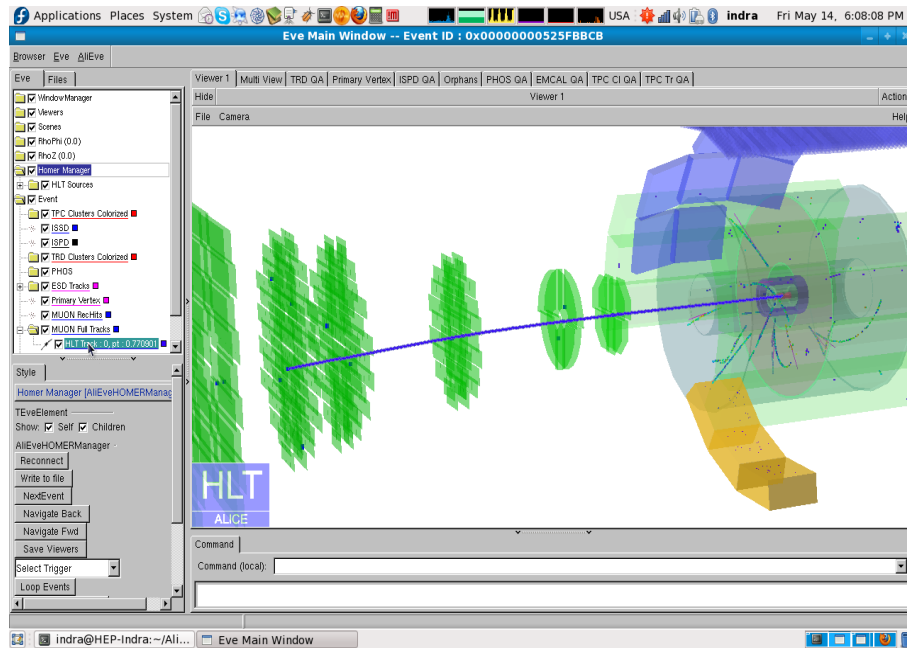 Applications Places System USA indra Fri May 14, 6:08:08 PM
Eve Main Window -- Event ID : 0x00000000525FBBCB
Browser Eve AliEve
Eve Files
WindowManager
Viewers
Scenes
RhoPhi (0.0)
RhoZ (0.0)
Homer Manager
HLT Sources
Event
TPC Clusters Colorized
ISSD
ISPD
TRD Clusters Colorized
PHOS
ESD Tracks
Primary Vertex
MUON RecHits
MUON Full Tracks
HLT Track : 0, pt : 0.770901
Style
Homer Manager [AliEveHOMERManag
TEveElement
Show: Self Children
AliEveHOMERManager
Reconnect
Write to file
NextEvent
Navigate Back
Navigate Fwd
Save Viewers
Select Trigger
Loop Events
Viewer 1 Multi View TRD QA Primary Vertex ISPD QA Orphans PHOS QA EMCAL QA TPC Cl QA TPC Tr QA
Hide Viewer 1 Action
File Camera Help
HLT
ALICE
Command
Command (local):
indra@HEP-Indra:~/Ali... Eve Main Window